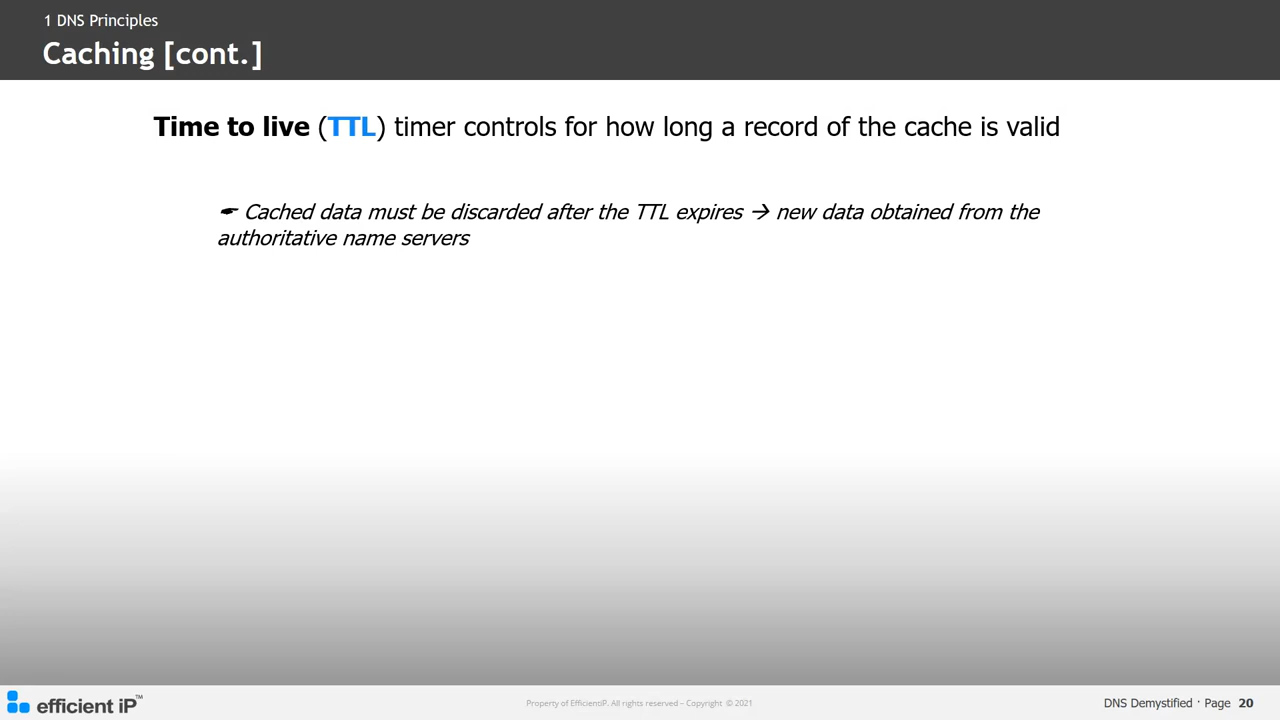 1 DNS Principles
Caching [cont.]
Time to live (TTL) timer controls for how long a record of the cache is valid
☛ Cached data must be discarded after the TTL expires → new data obtained from the
authoritative name servers
efficient iP™
Property of EfficientiP. All rights reserved – Copyright © 2021
DNS Demystified · Page 20